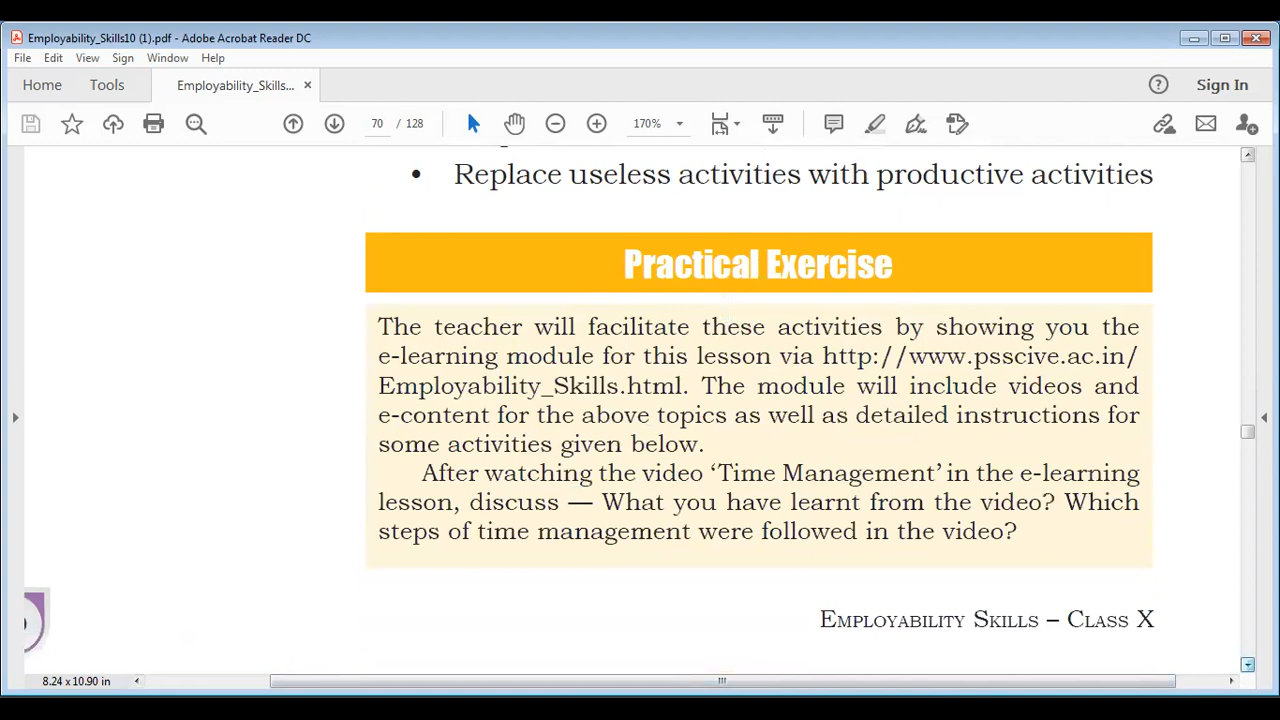 Employability_Skills10 (1).pdf - Adobe Acrobat Reader DC
File Edit View Sign Window Help
Home Tools Employability_Skills... × Sign In
70 / 128 170%
• Replace useless activities with productive activities
Practical Exercise
The teacher will facilitate these activities by showing you the
e-learning module for this lesson via http://www.psscive.ac.in/
Employability_Skills.html. The module will include videos and
e-content for the above topics as well as detailed instructions for
some activities given below.
After watching the video ‘Time Management’ in the e-learning
lesson, discuss — What you have learnt from the video? Which
steps of time management were followed in the video?
Employability Skills – Class X
8.24 x 10.90 in